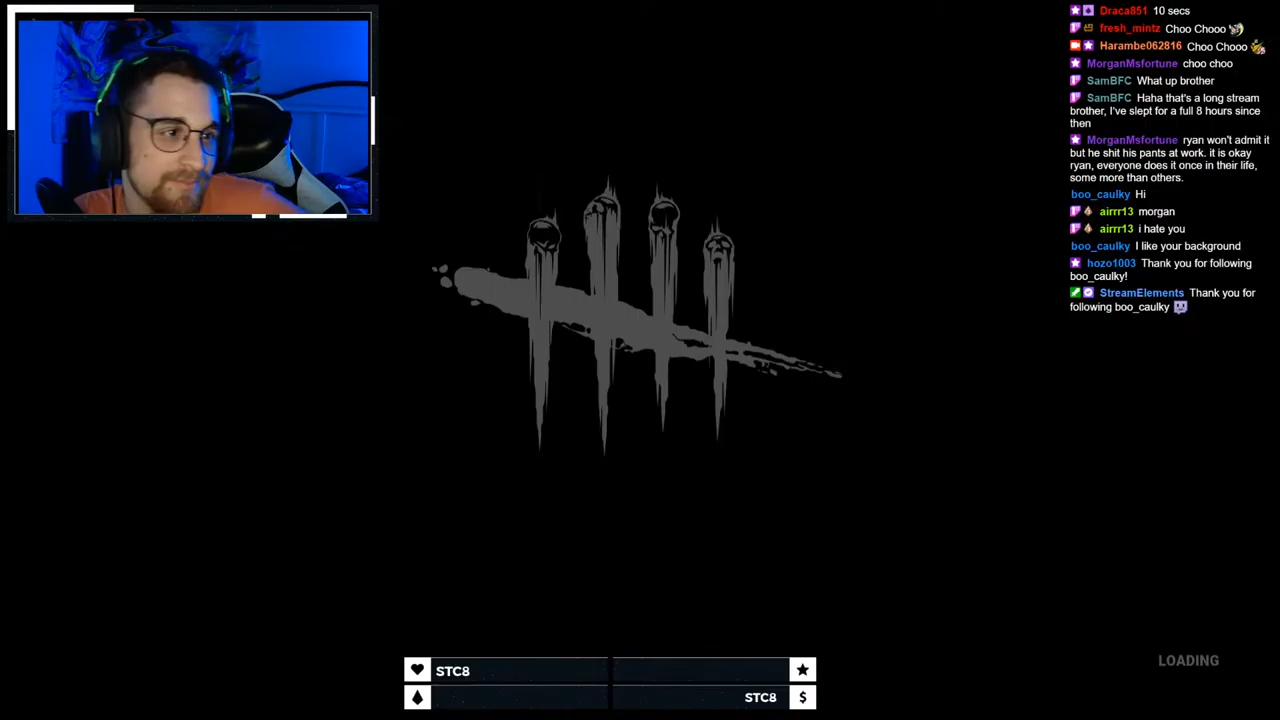 Draca851 10 secs
fresh_mintz Choo Chooo
Harambe062816 Choo Chooo
MorganMsfortune choo choo
SamBFC What up brother
SamBFC Haha that's a long stream
brother, I've slept for a full 8 hours since
then
MorganMsfortune ryan won't admit it
but he shit his pants at work. it is okay
ryan, everyone does it once in their life,
some more than others.
boo_caulky Hi
airrr13 morgan
airrr13 i hate you
boo_caulky I like your background
hozo1003 Thank you for following
boo_caulky!
StreamElements Thank you for
following boo_caulky
LOADING
STC8
STC8 $